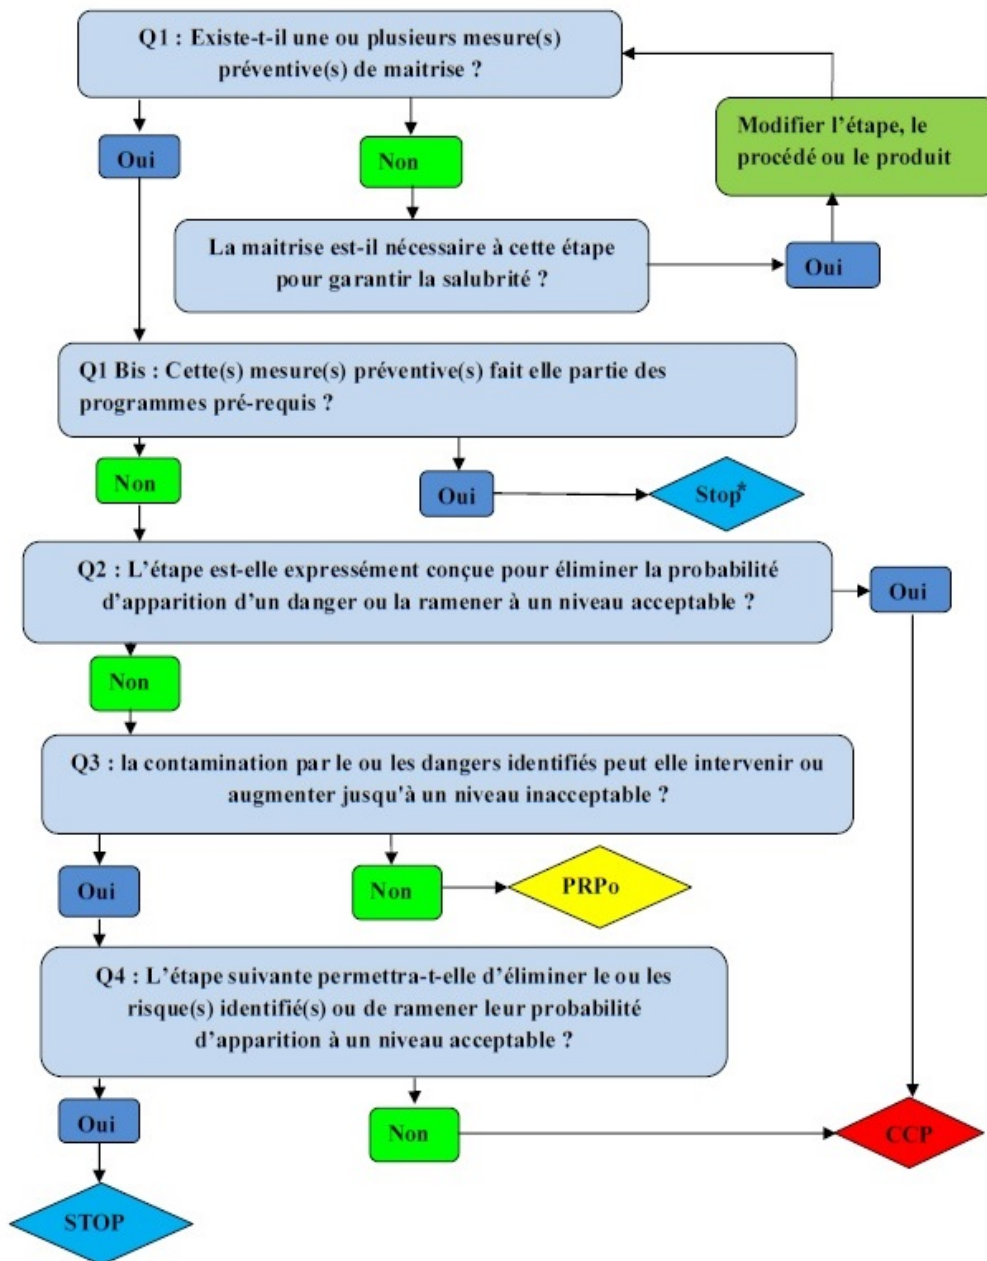 Q1 : Existe-t-il une ou plusieurs mesure(s)
préventive(s) de maitrise ?
Oui
Non
Modifier l'étape, le
procédé ou le produit
La maitrise est-il nécessaire à cette étape
pour garantir la salubrité ?
Oui
Q1 Bis : Cette(s) mesure(s) préventive(s) fait elle partie des
programmes pré-requis ?
Non
Oui
Stop*
Q2 : L'étape est-elle expressément conçue pour éliminer la probabilité
d'apparition d'un danger ou la ramener à un niveau acceptable ?
Oui
Non
Q3 : la contamination par le ou les dangers identifiés peut elle intervenir ou
augmenter jusqu'à un niveau inacceptable ?
Oui
Non
PRPo
Q4 : L'étape suivante permettra-t-elle d'éliminer le ou les
risque(s) identifié(s) ou de ramener leur probabilité
d'apparition à un niveau acceptable ?
Oui
Non
CCP
STOP